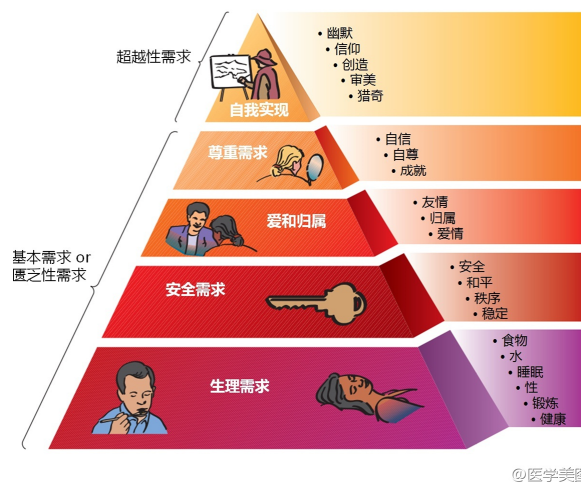 超越性需求
自我实现
• 幽默
• 信仰
• 创造
• 审美
• 猎奇
尊重需求
• 自信
• 自尊
• 成就
爱和归属
• 友情
• 归属
• 爱情
基本需求 or
匮乏性需求
安全需求
• 安全
• 和平
• 秩序
• 稳定
生理需求
• 食物
• 水
• 睡眠
• 性
• 锻炼
• 健康
@医学美图